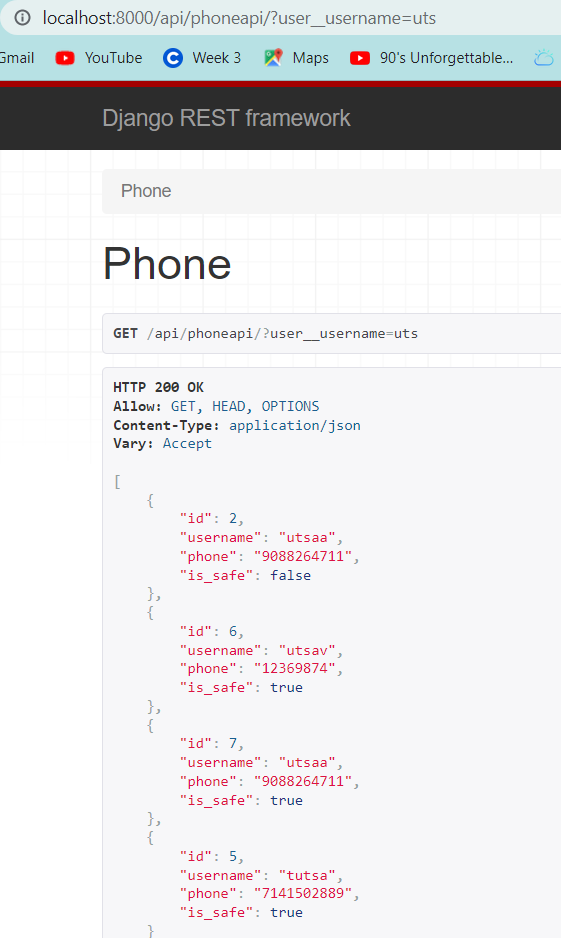 localhost:8000/api/phoneapi/?user__username=uts
Gmail YouTube Week 3 Maps 90's Unforgettable...
Django REST framework
Phone
Phone
GET /api/phoneapi/?user__username=uts
HTTP 200 OK
Allow: GET, HEAD, OPTIONS
Content-Type: application/json
Vary: Accept
[
    {
        "id": 2,
        "username": "utsaa",
        "phone": "9088264711",
        "is_safe": false
    },
    {
        "id": 6,
        "username": "utsav",
        "phone": "12369874",
        "is_safe": true
    },
    {
        "id": 7,
        "username": "utsaa",
        "phone": "9088264711",
        "is_safe": true
    },
    {
        "id": 5,
        "username": "tutsa",
        "phone": "7141502889",
        "is_safe": true
    }